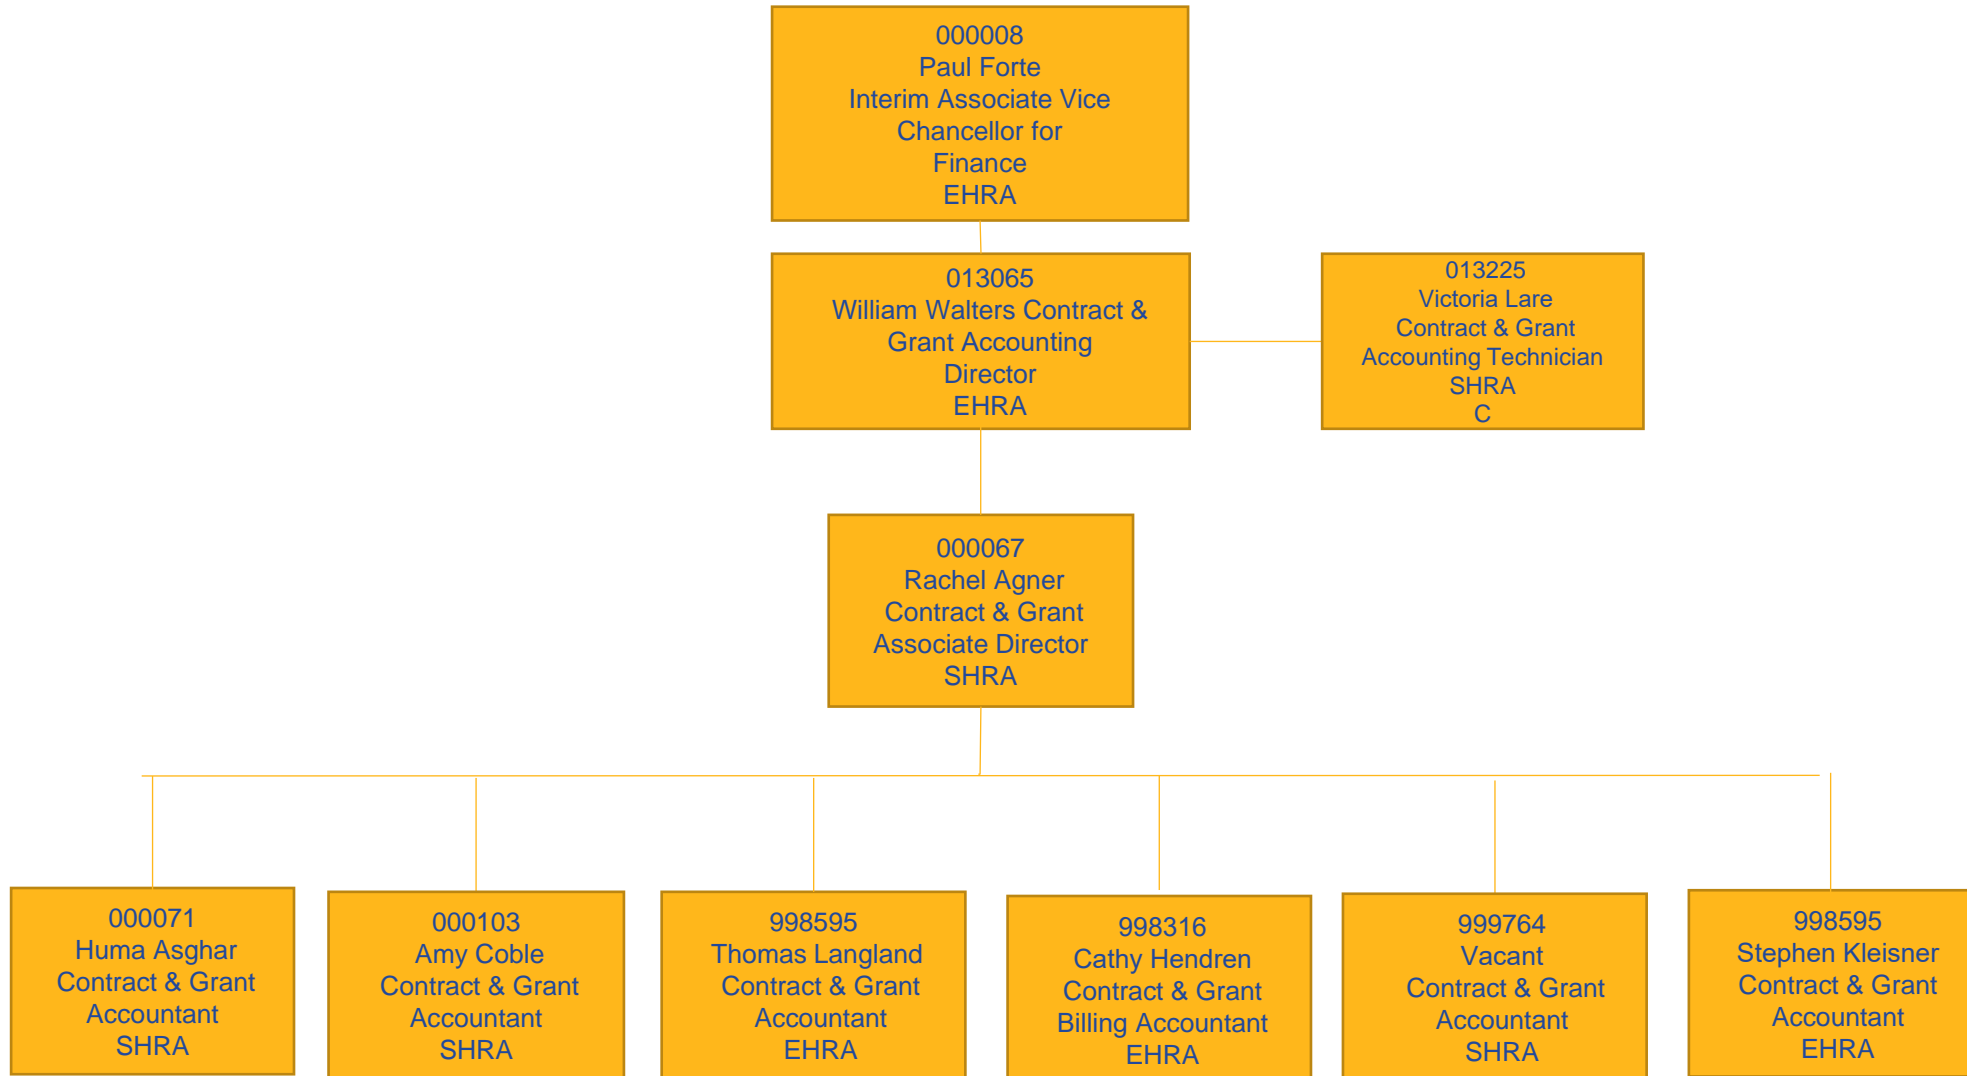 000008
Paul Forte
Interim Associate Vice
Chancellor for
Finance
EHRA
013065
William Walters Contract &
Grant Accounting
Director
EHRA
013225
Victoria Lare
Contract & Grant
Accounting Technician
SHRA
C
000067
Rachel Agner
Contract & Grant
Associate Director
SHRA
000071
Huma Asghar
Contract & Grant
Accountant
SHRA
000103
Amy Coble
Contract & Grant
Accountant
SHRA
998595
Thomas Langland
Contract & Grant
Accountant
EHRA
998316
Cathy Hendren
Contract & Grant
Billing Accountant
EHRA
999764
Vacant
Contract & Grant
Accountant
SHRA
998595
Stephen Kleisner
Contract & Grant
Accountant
EHRA